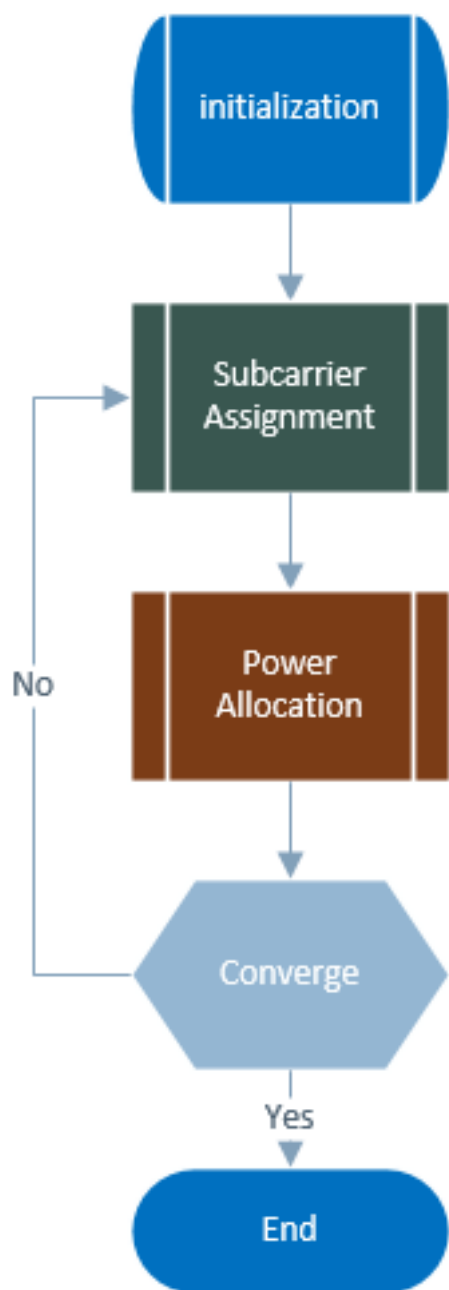 initialization
Subcarrier
Assignment
Power
Allocation
No
Converge
Yes
End